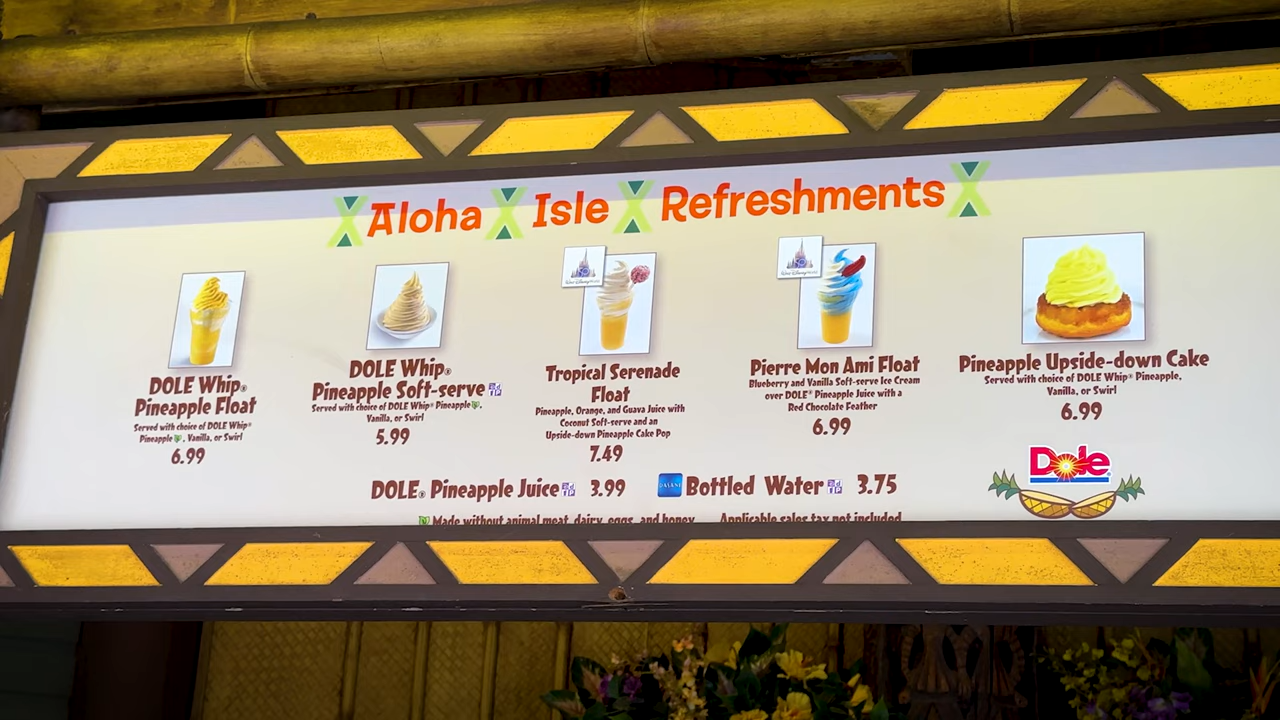 Aloha Isle Refreshments
DOLE Whip®
Pineapple Float
Served with choice of DOLE Whip®
Pineapple, Vanilla, or Swirl
6.99
DOLE Whip®
Pineapple Soft-serve
Served with choice of DOLE Whip® Pineapple,
Vanilla, or Swirl
5.99
Walt Disney World
Tropical Serenade
Float
Pineapple, Orange, and Guava Juice with
Coconut Soft-serve and an
Upside-down Pineapple Cake Pop
7.49
Walt Disney World
Pierre Mon Ami Float
Blueberry and Vanilla Soft-serve Ice Cream
over DOLE® Pineapple Juice with a
Red Chocolate Feather
6.99
Pineapple Upside-down Cake
Served with choice of DOLE Whip® Pineapple,
Vanilla, or Swirl
6.99
DOLE® Pineapple Juice 3.99
DASANI Bottled Water 3.75
Dole
Made without animal meat, dairy, eggs, and honey
Applicable sales tax not included